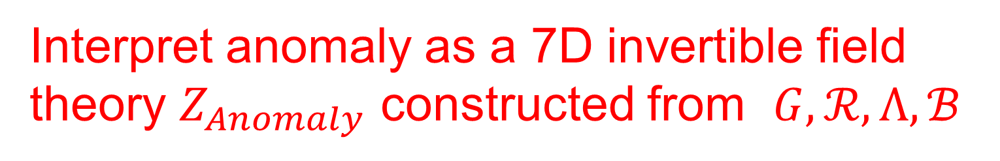 Interpret anomaly as a 7D invertible field
theory 𝑍_{𝐴𝑛𝑜𝑚𝑎𝑙𝑦} constructed from 𝐺, ℛ, Λ, ℬ